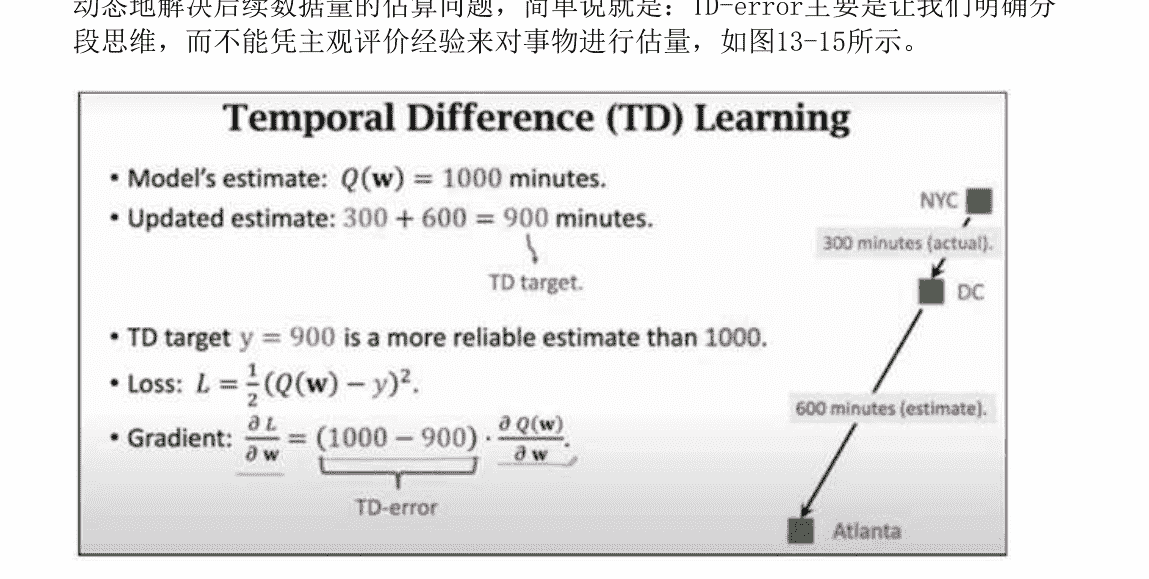 动态地解决后续数据量的估算问题，简单说就是：TD-error主要是让我们明确分
段思维，而不能凭主观评价经验来对事物进行估量，如图13-15所示。
Temporal Difference (TD) Learning
• Model's estimate: Q(w) = 1000 minutes.
• Updated estimate: 300 + 600 = 900 minutes.
TD target.
• TD target y = 900 is a more reliable estimate than 1000.
• Loss: L = 1/2 (Q(w) − y)².
• Gradient: ∂L/∂w = (1000 − 900) · ∂Q(w)/∂w.
TD-error
NYC
300 minutes (actual).
DC
600 minutes (estimate).
Atlanta